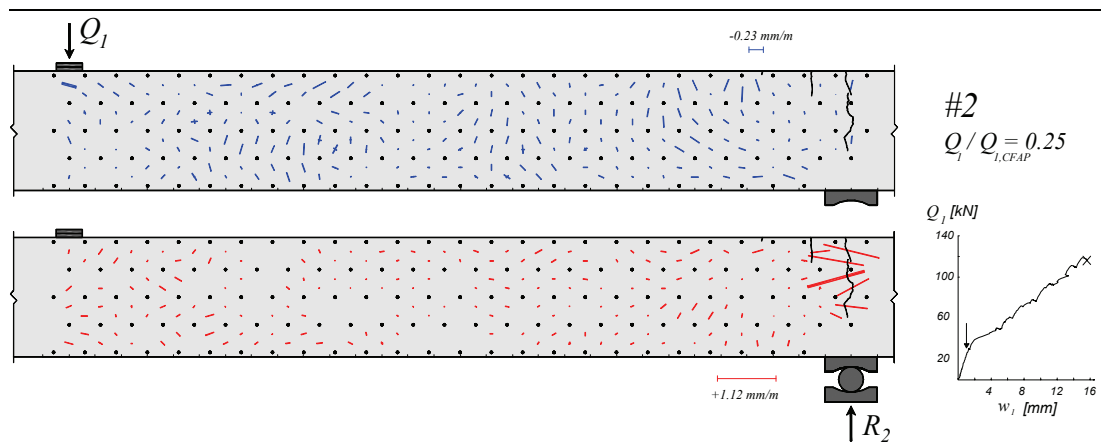 Q1
-0.23 mm/m
#2
Q1 / Q1,CFAP = 0.25
Q1 [kN]
140
100
60
20
4 8 12 16
w1 [mm]
+1.12 mm/m
R2